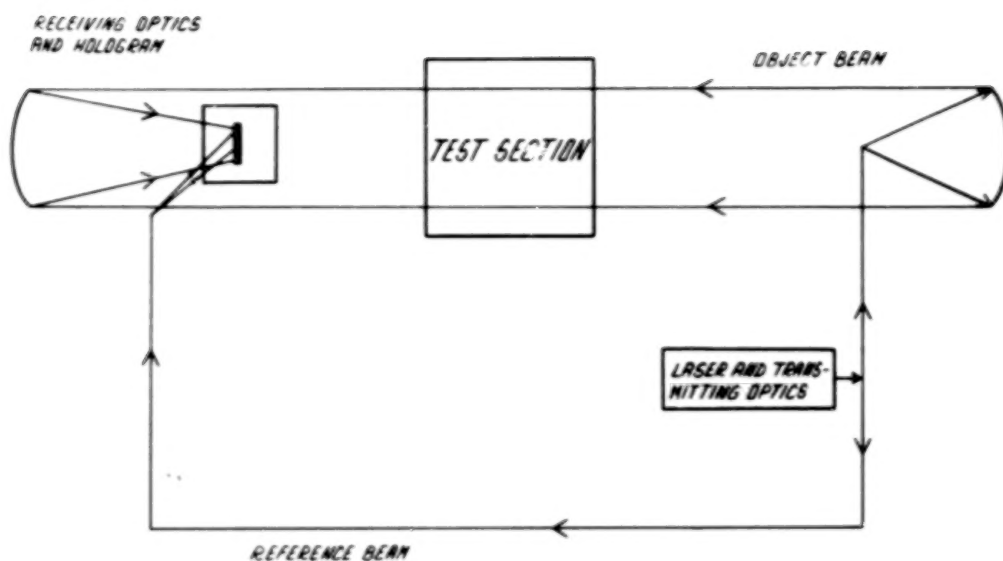 RECEIVING OPTICS
AND HOLOGRAM
OBJECT BEAM
TEST SECTION
LASER AND TRANS-
MITTING OPTICS
REFERENCE BEAM